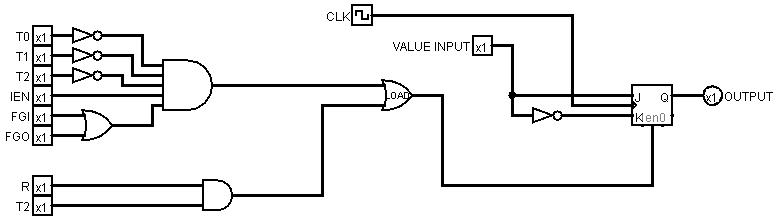 CLK
T0 x1
T1 x1
VALUE INPUT x1
T2 x1
IEN x1
LOAD
J Q x1 OUTPUT
FGI x1
K en0
FGO x1
R x1
T2 x1